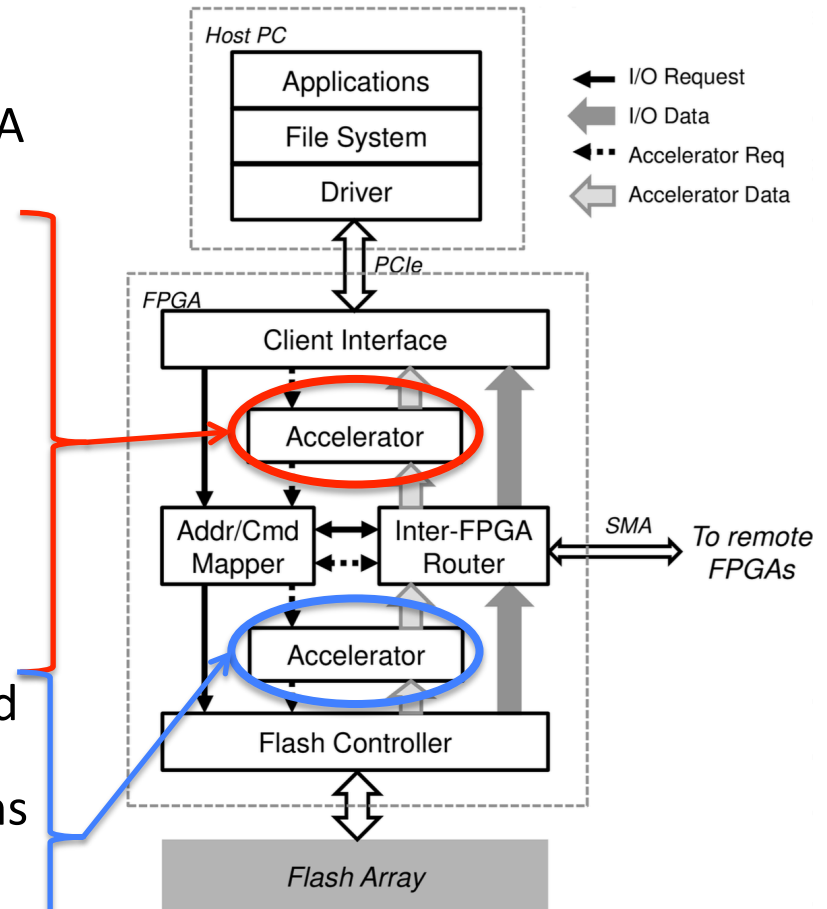 Host PC
Applications
File System
Driver
I/O Request
I/O Data
Accelerator Req
Accelerator Data
A
PCIe
FPGA
Client Interface
Accelerator
Addr/Cmd
Mapper
Inter-FPGA
Router
SMA
To remote
FPGAs
Accelerator
d
Flash Controller
ns
Flash Array